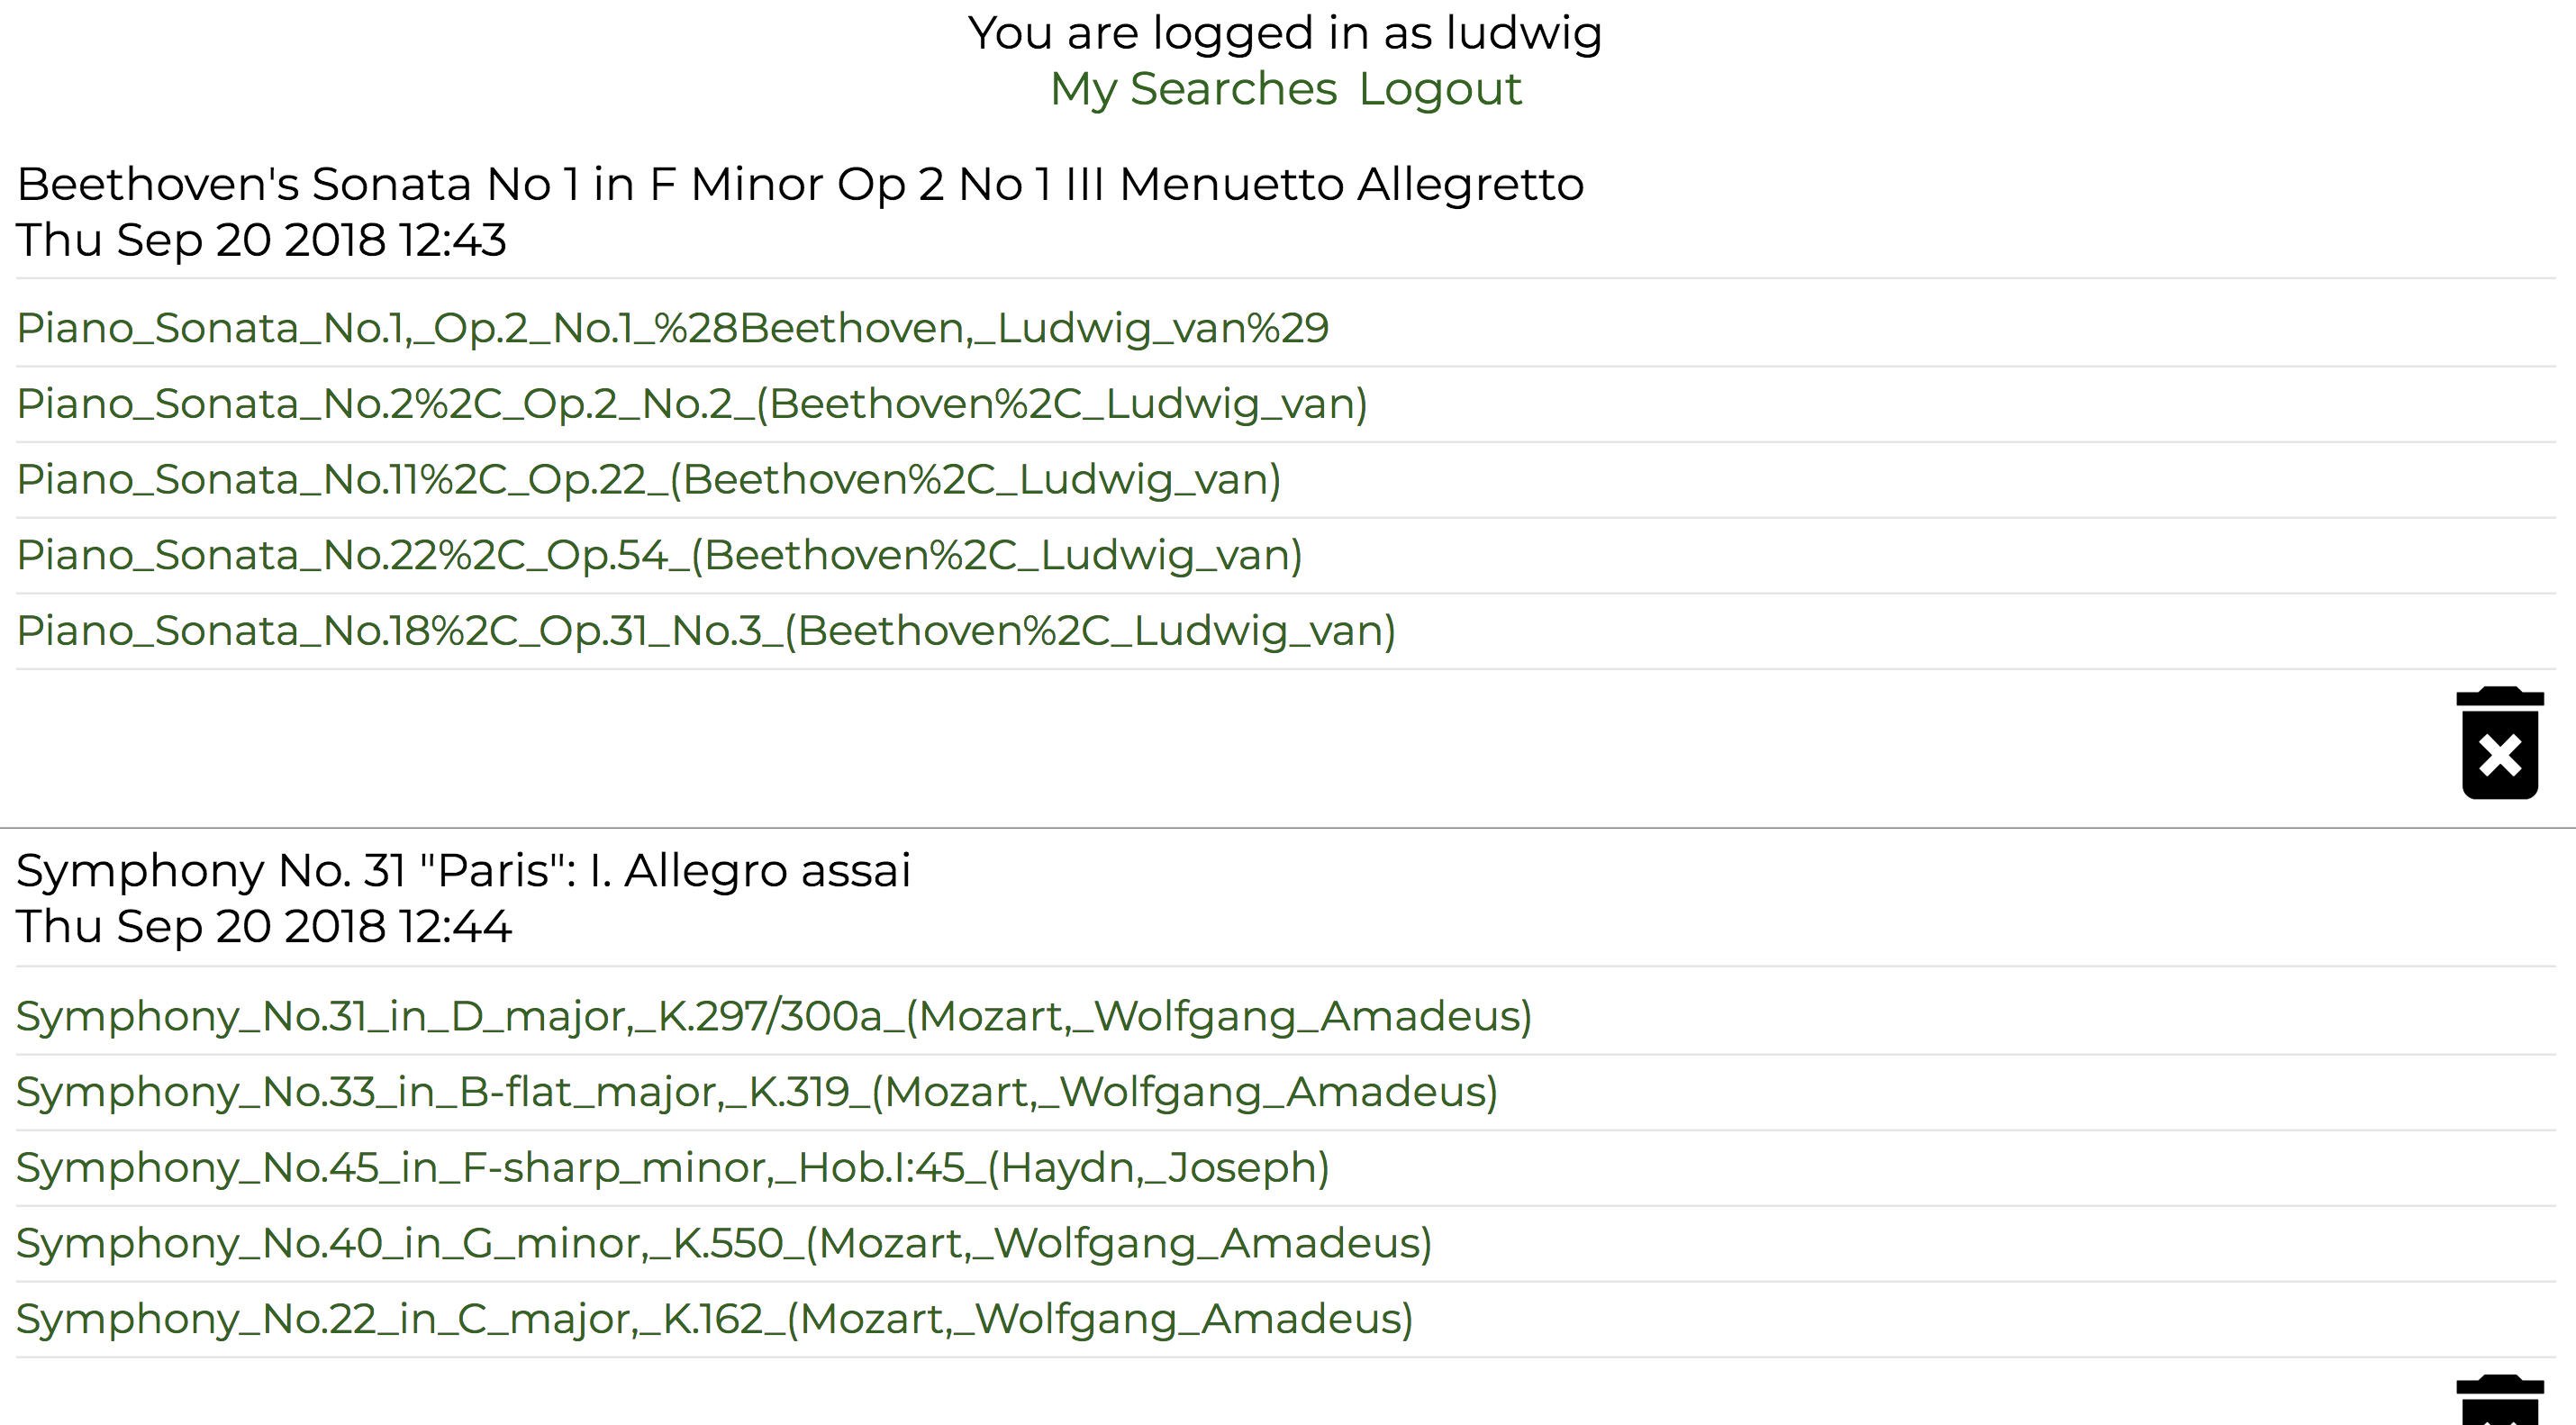 You are logged in as ludwig
My Searches Logout
Beethoven's Sonata No 1 in F Minor Op 2 No 1 III Menuetto Allegretto
Thu Sep 20 2018 12:43
Piano_Sonata_No.1,_Op.2_No.1_%28Beethoven,_Ludwig_van%29
Piano_Sonata_No.2%2C_Op.2_No.2_(Beethoven%2C_Ludwig_van)
Piano_Sonata_No.11%2C_Op.22_(Beethoven%2C_Ludwig_van)
Piano_Sonata_No.22%2C_Op.54_(Beethoven%2C_Ludwig_van)
Piano_Sonata_No.18%2C_Op.31_No.3_(Beethoven%2C_Ludwig_van)
Symphony No. 31 "Paris": I. Allegro assai
Thu Sep 20 2018 12:44
Symphony_No.31_in_D_major,_K.297/300a_(Mozart,_Wolfgang_Amadeus)
Symphony_No.33_in_B-flat_major,_K.319_(Mozart,_Wolfgang_Amadeus)
Symphony_No.45_in_F-sharp_minor,_Hob.I:45_(Haydn,_Joseph)
Symphony_No.40_in_G_minor,_K.550_(Mozart,_Wolfgang_Amadeus)
Symphony_No.22_in_C_major,_K.162_(Mozart,_Wolfgang_Amadeus)